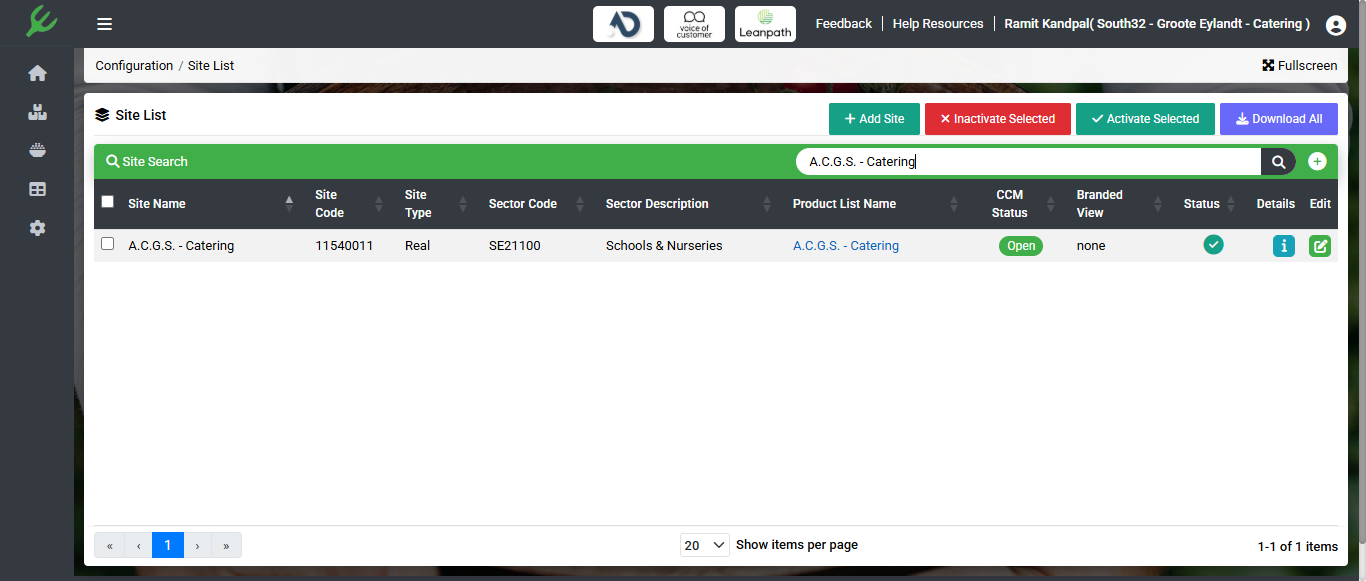 voice of
customer
Leanpath
Feedback
Help Resources
Ramit Kandpal( South32 - Groote Eylandt - Catering )
Configuration / Site List
Fullscreen
Site List
Add Site
Inactivate Selected
Activate Selected
Download All
Site Search
A.C.G.S. - Catering
Site Name
Site
Code
Site
Type
Sector Code
Sector Description
Product List Name
CCM
Status
Branded
View
Status
Details
Edit
A.C.G.S. - Catering 11540011 Real SE21100 Schools & Nurseries A.C.G.S. - Catering Open none
« ‹ 1 › »
20 Show items per page
1-1 of 1 items